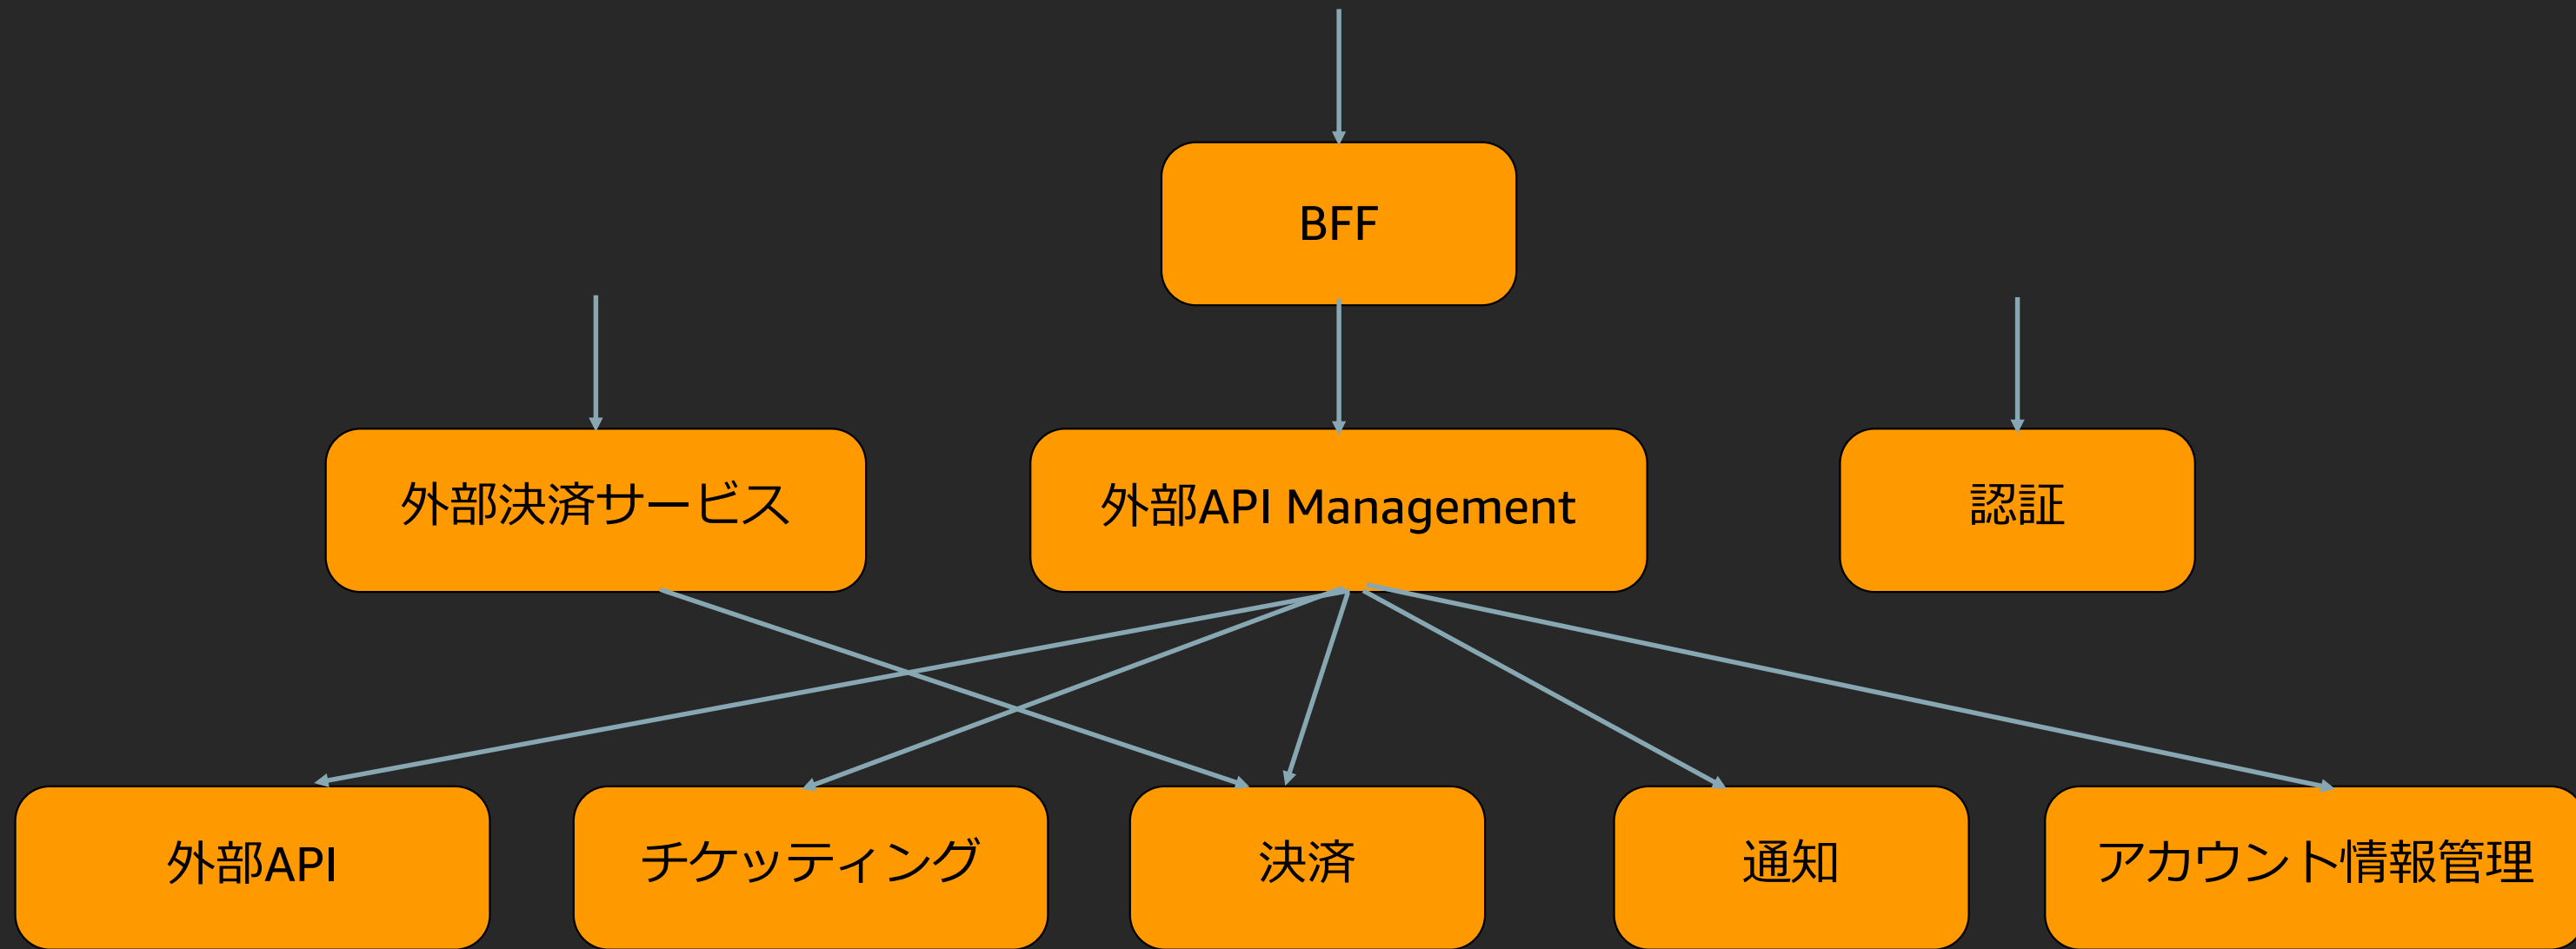 BFF
外部決済サービス
外部API Management
認証
外部API
チケッティング
決済
通知
アカウント情報管理